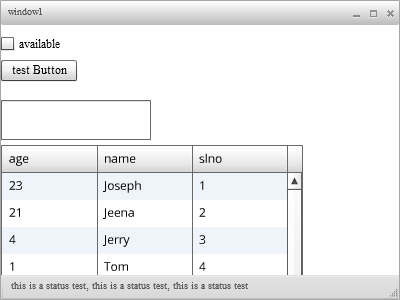 window1
available
test Button
age name slno
23 Joseph 1
21 Jeena 2
4 Jerry 3
1 Tom 4
this is a status test, this is a status test, this is a status test